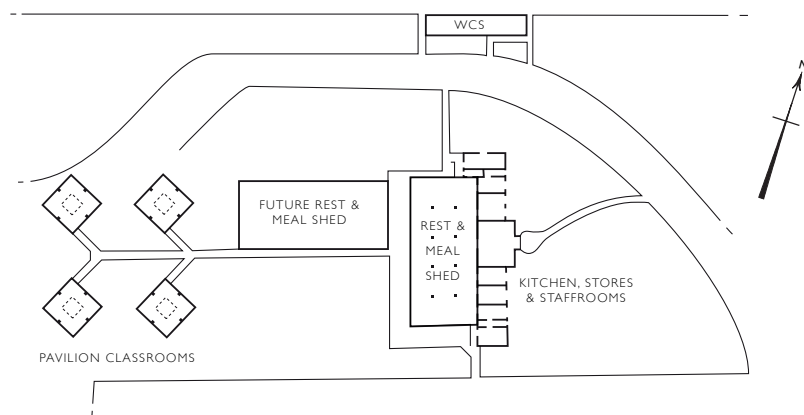 WCS
N
FUTURE REST &
MEAL SHED
REST &
MEAL
SHED
KITCHEN, STORES
& STAFFROOMS
PAVILION CLASSROOMS